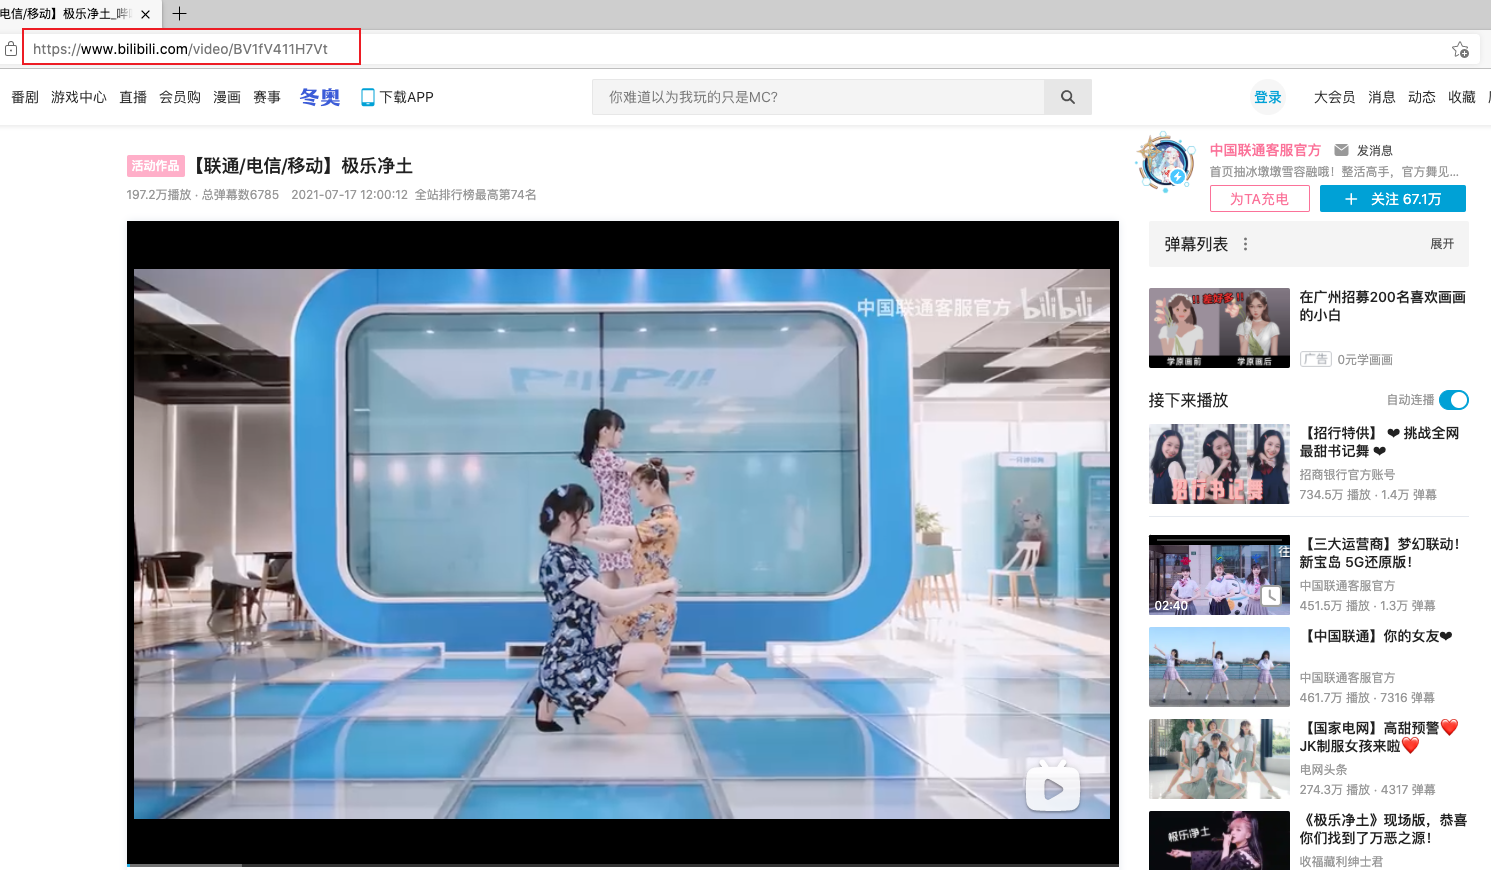 电信/移动】极乐净土_哔
https://www.bilibili.com/video/BV1fV411H7Vt
番剧 游戏中心 直播 会员购 漫画 赛事 冬奥 下载APP
你难道以为我玩的只是MC?
登录 大会员 消息 动态 收藏
活动作品 【联通/电信/移动】极乐净土
197.2万播放 · 总弹幕数6785 2021-07-17 12:00:12 全站排行榜最高第74名
中国联通客服官方 发消息
首页抽冰墩墩雪容融哦！整活高手，官方舞见...
为TA充电 + 关注 67.1万
中国联通客服官方 bilibili
弹幕列表 展开
!! 能好多 !!
学原画前 学原画后
在广州招募200名喜欢画画
的小白
广告 0元学画画
接下来播放 自动连播
招行书记舞
【招行特供】 ❤ 挑战全网
最甜书记舞 ❤
招商银行官方账号
734.5万 播放 · 1.4万 弹幕
往
02:40
【三大运营商】梦幻联动！
新宝岛 5G还原版！
中国联通客服官方
451.5万 播放 · 1.3万 弹幕
【中国联通】你的女友❤
中国联通客服官方
461.7万 播放 · 7316 弹幕
【国家电网】高甜预警❤️
JK制服女孩来啦❤️
电网头条
274.3万 播放 · 4317 弹幕
极乐净土
《极乐净土》现场版，恭喜
你们找到了万恶之源！
收福藏利绅士君